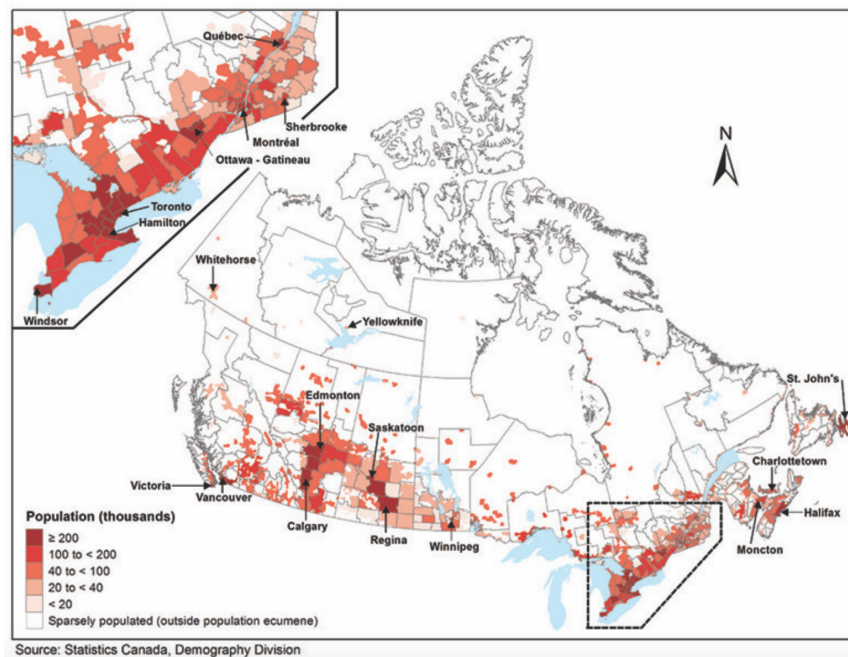 Québec
Sherbrooke
Montréal
Ottawa - Gatineau
Toronto
Hamilton
Windsor
N
Whitehorse
Yellowknife
Edmonton
Saskatoon
St. John's
Charlottetown
Victoria
Vancouver
Calgary
Regina
Winnipeg
Halifax
Moncton
Population (thousands)
≥ 200
100 to < 200
40 to < 100
20 to < 40
< 20
Sparsely populated (outside population ecumene)
Source: Statistics Canada, Demography Division